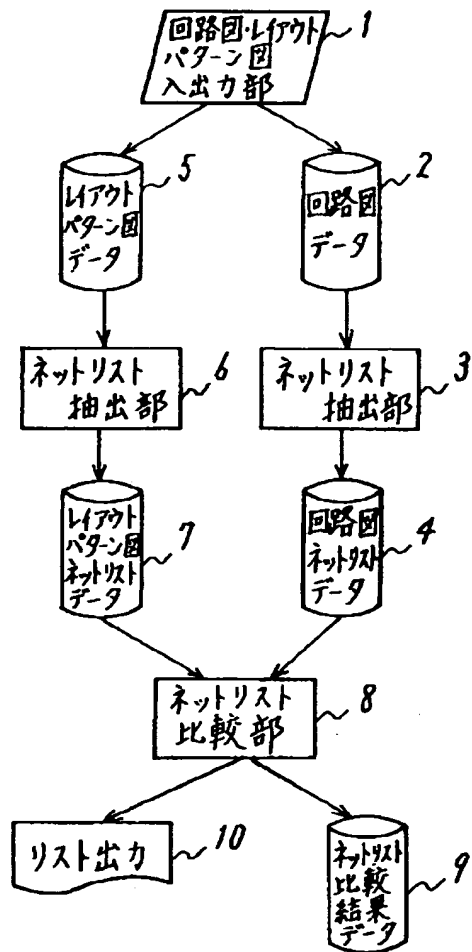 回路図・レイアウト
パターン図
入出力部
1
レイアウト
パターン図
データ
5
回路図
データ
2
ネットリスト
抽出部
6
ネットリスト
抽出部
3
レイアウト
パターン図
ネットリスト
データ
7
回路図
ネットリスト
データ
4
ネットリスト
比較部
8
リスト出力
10
ネットリスト
比較
結果
データ
9